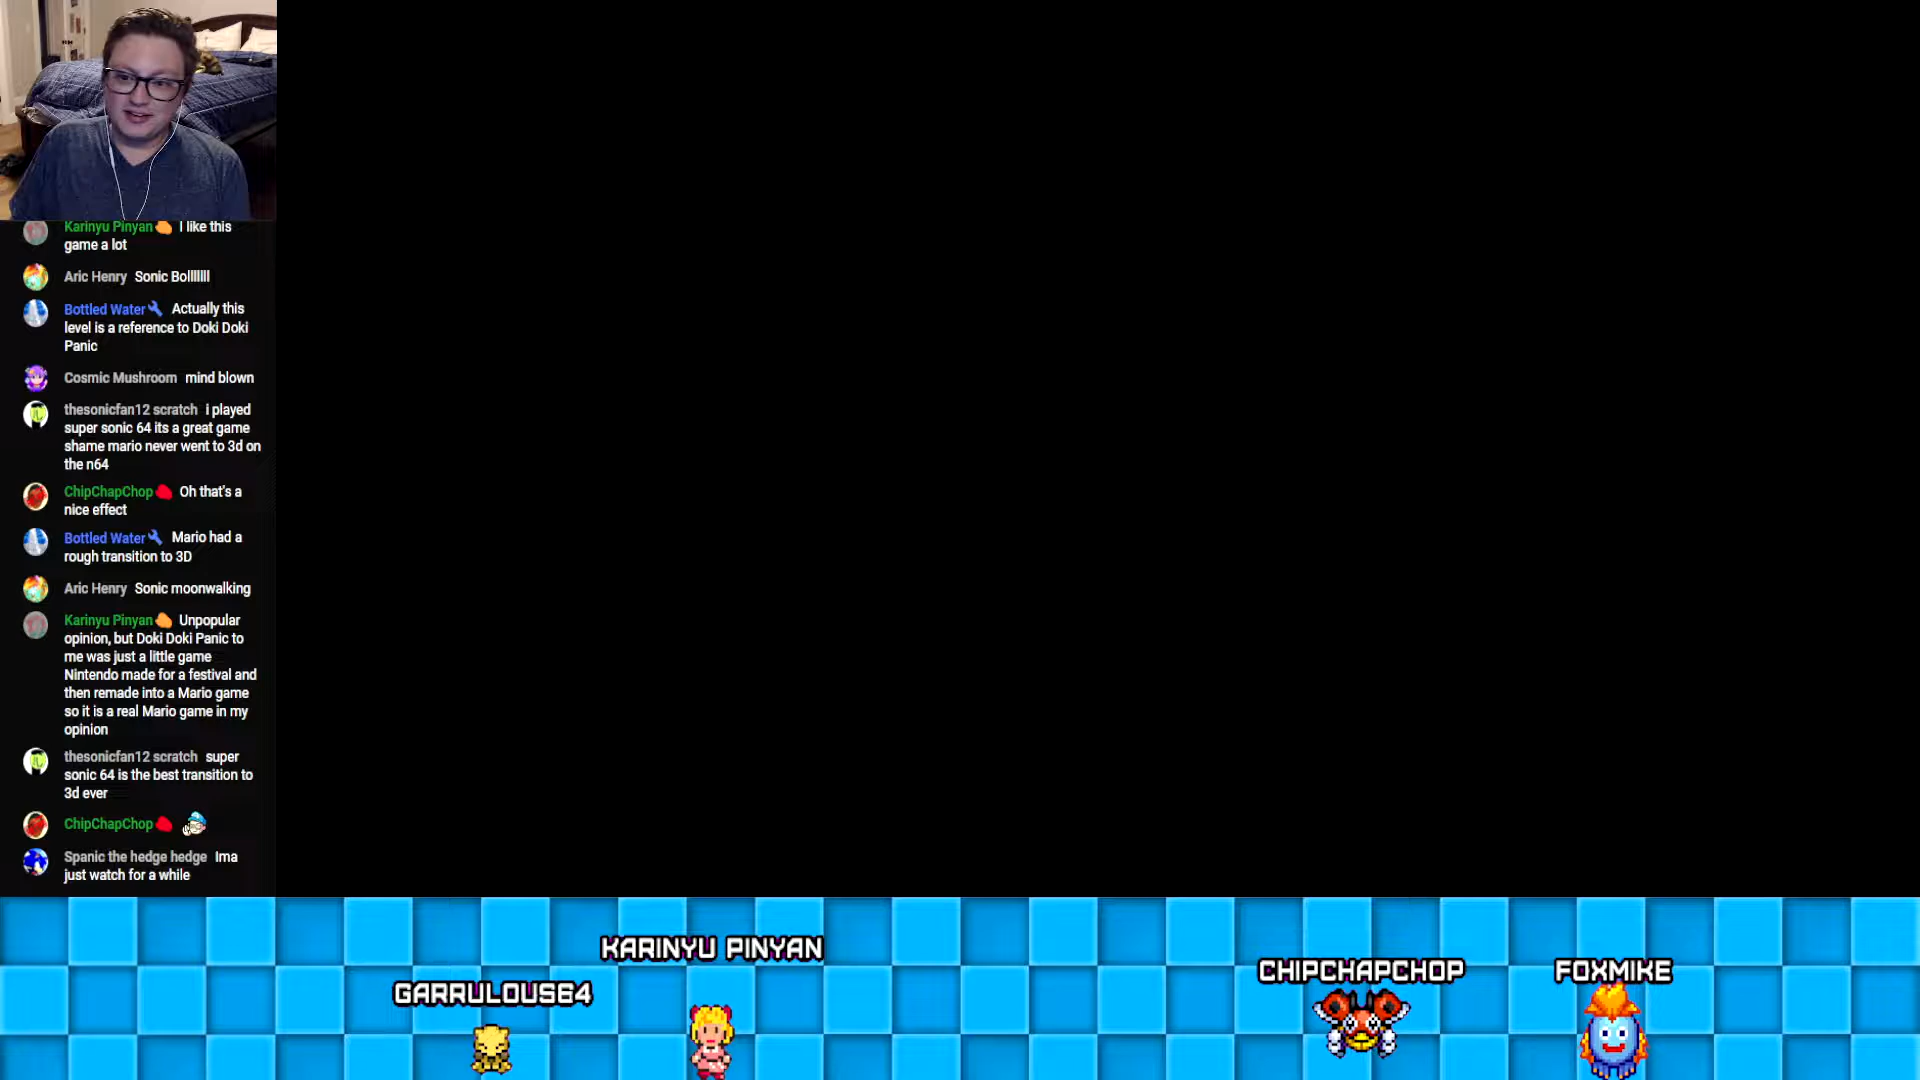 Karinyu Pinyan I like this
game a lot
Aric Henry Sonic Bolllllll
Bottled Water Actually this
level is a reference to Doki Doki
Panic
Cosmic Mushroom mind blown
thesonicfan12 scratch i played
super sonic 64 its a great game
shame mario never went to 3d on
the n64
ChipChapChop Oh that's a
nice effect
Bottled Water Mario had a
rough transition to 3D
Aric Henry Sonic moonwalking
Karinyu Pinyan Unpopular
opinion, but Doki Doki Panic to
me was just a little game
Nintendo made for a festival and
then remade into a Mario game
so it is a real Mario game in my
opinion
thesonicfan12 scratch super
sonic 64 is the best transition to
3d ever
ChipChapChop
Spanic the hedge hedge Ima
just watch for a while
GARRULOUS64
KARINYU PINYAN
CHIPCHAPCHOP
FOXMIKE